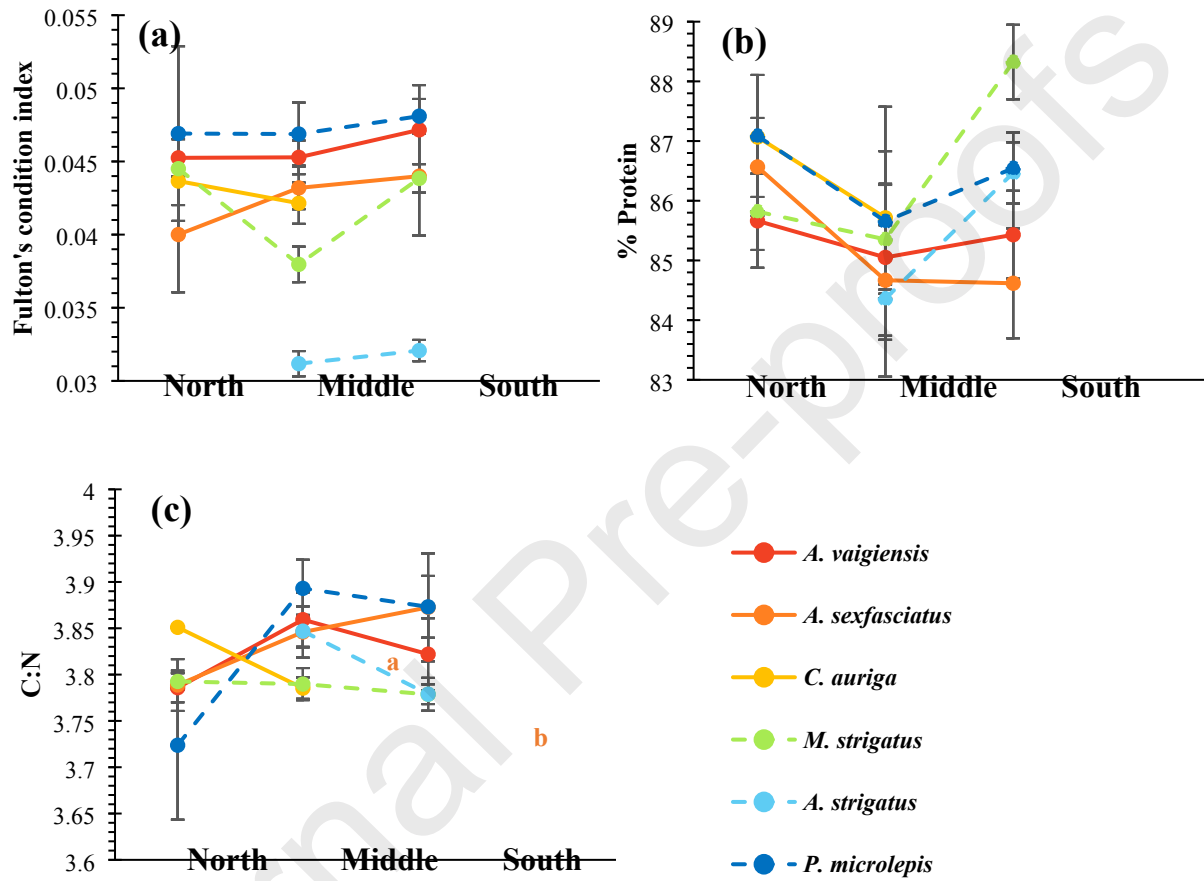 (a)
Fulton's condition index
0.055
0.05
0.045
0.04
0.035
0.03
North Middle South
(b)
% Protein
89
88
87
86
85
84
83
North Middle South
(c)
C:N
4
3.95
3.9
3.85
3.8
3.75
3.7
3.65
3.6
a
b
North Middle South
A. vaigiensis
A. sexfasciatus
C. auriga
M. strigatus
A. strigatus
P. microlepis
rnal Pre-proofs